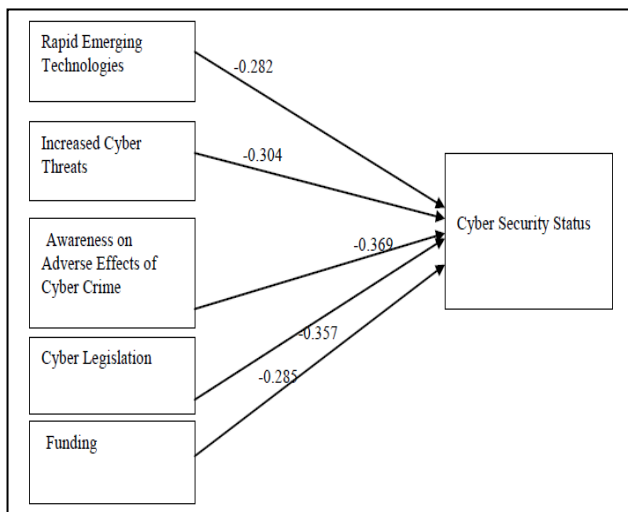 Rapid Emerging
Technologies
-0.282
Increased Cyber
Threats
-0.304
Awareness on
Adverse Effects of
Cyber Crime
-0.369
Cyber Legislation
-0.357
Funding
-0.285
Cyber Security Status